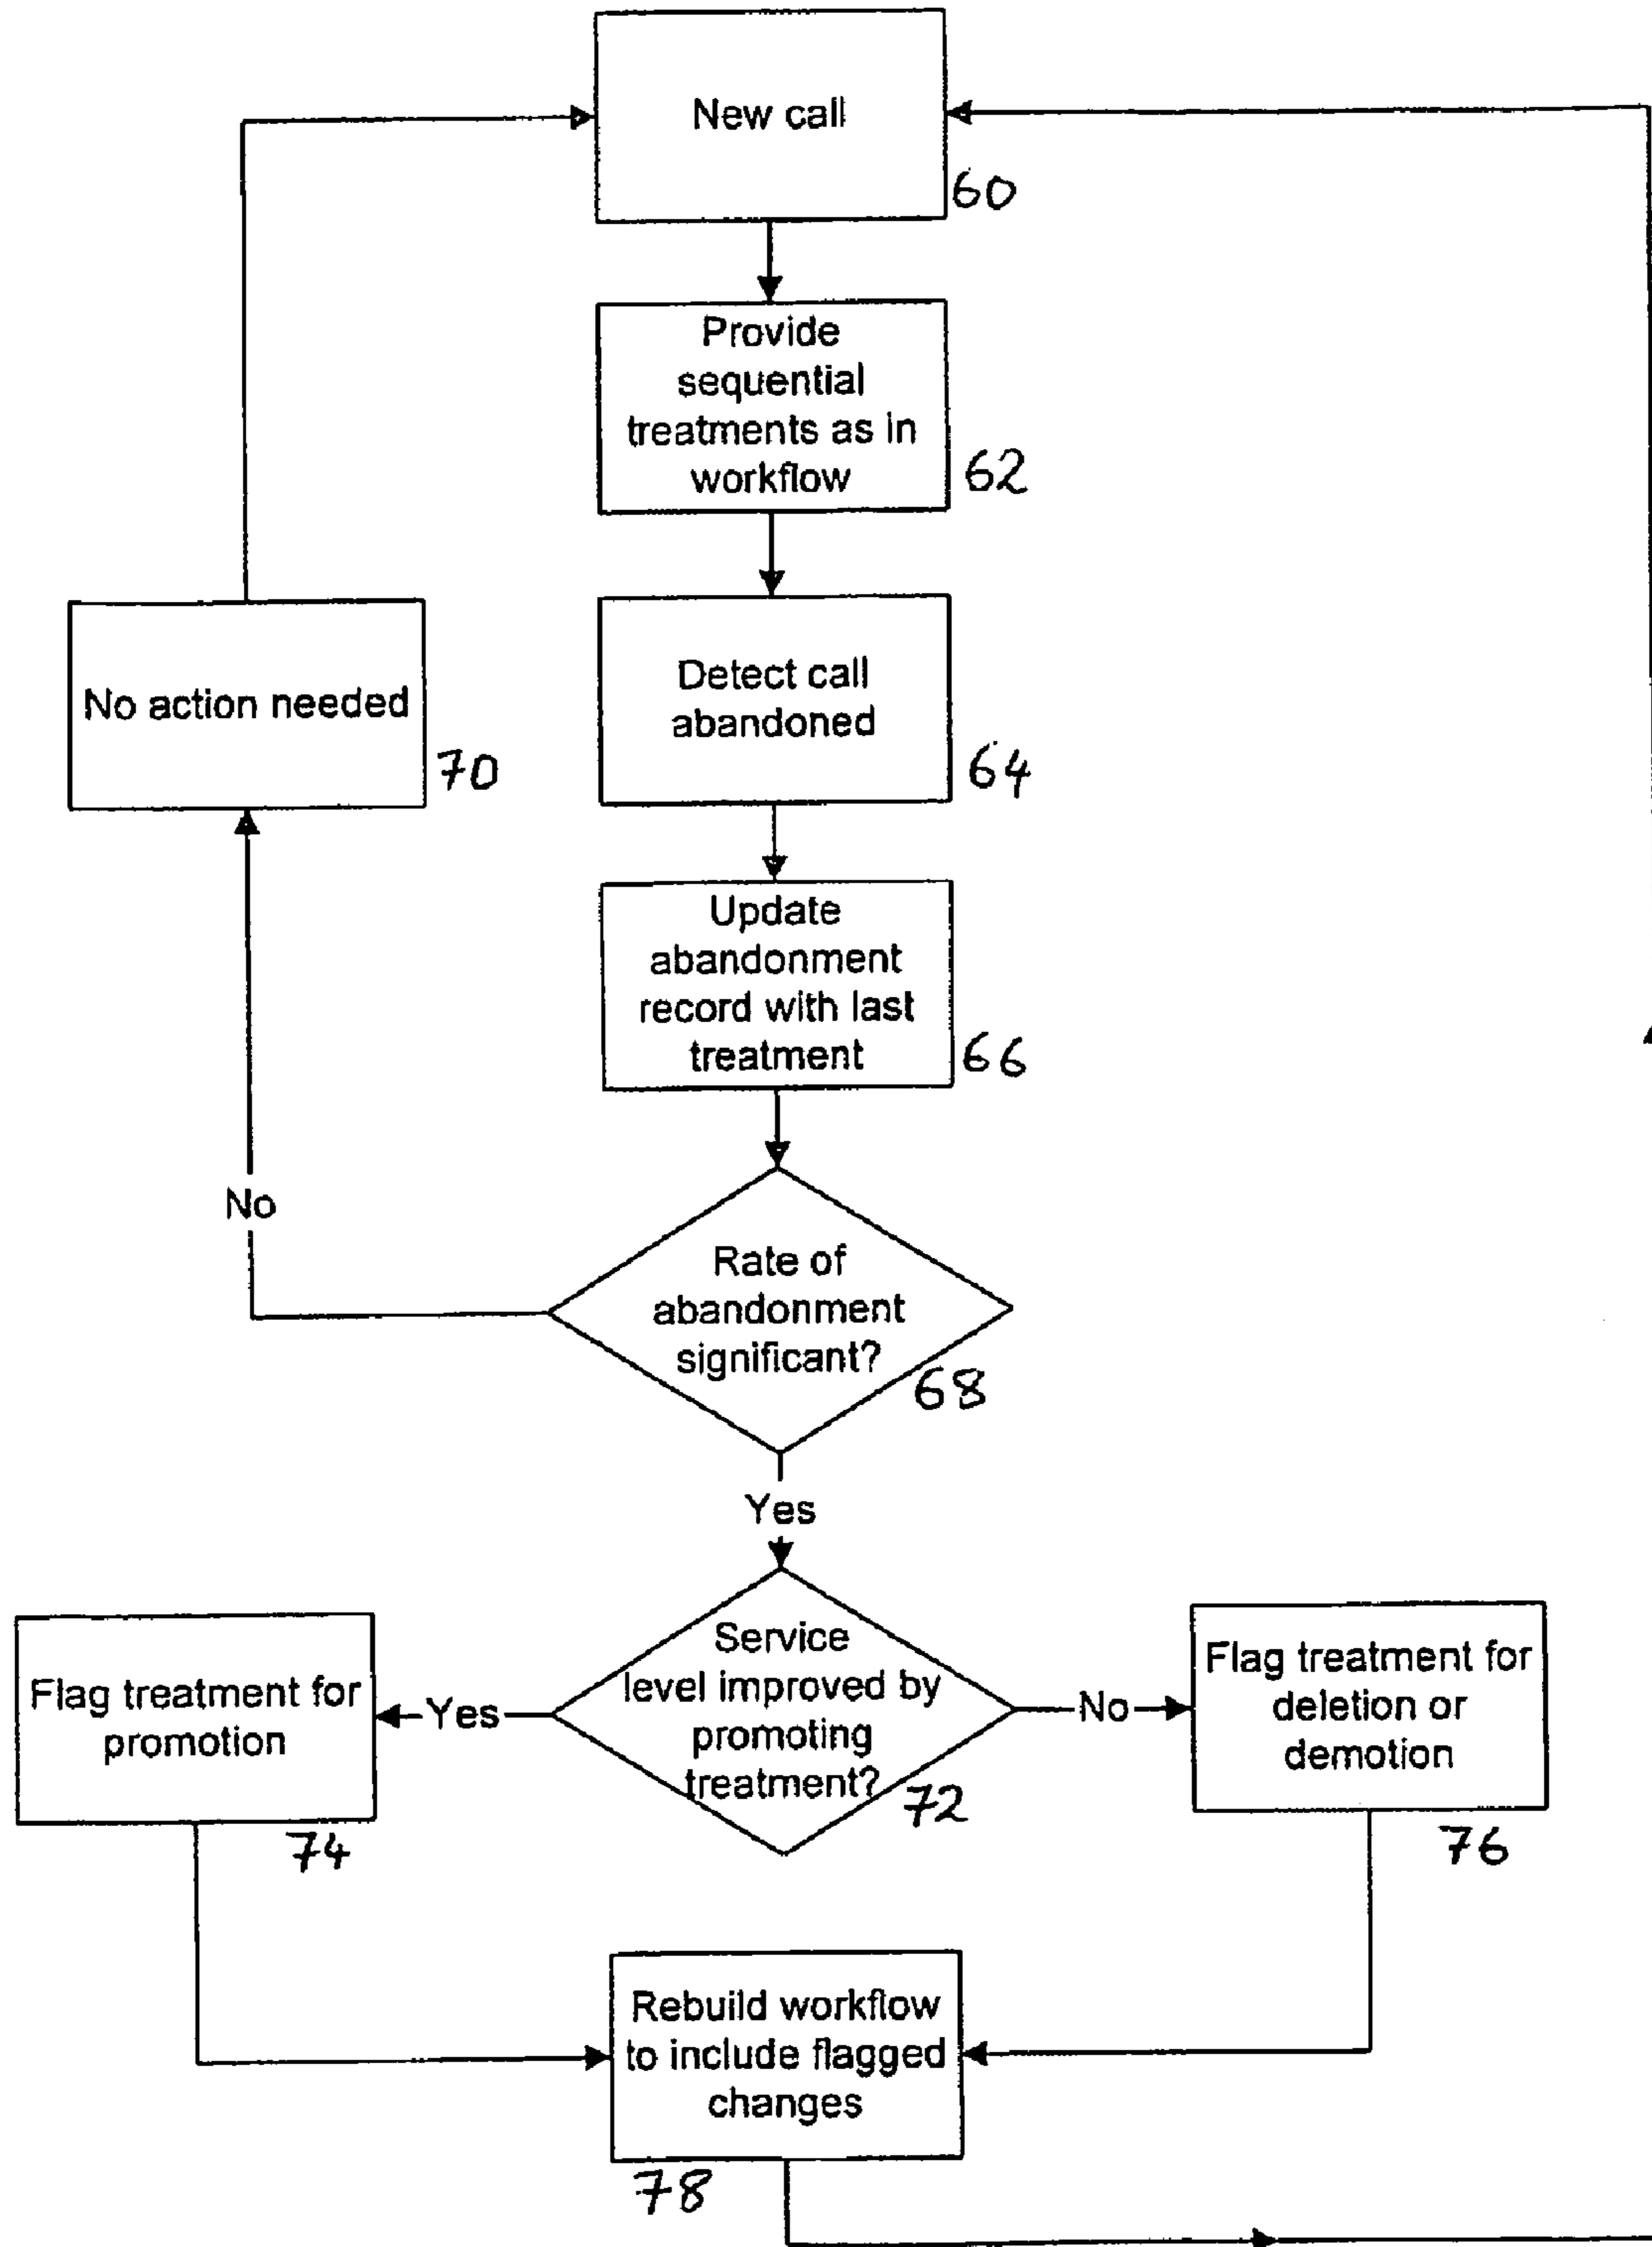 New call
60
Provide
sequential
treatments as in
workflow
62
Detect call
abandoned
64
No action needed
70
Update
abandonment
record with last
treatment
66
No
Rate of
abandonment
significant?
68
Yes
Service
level improved by
promoting
treatment?
72
Yes
Flag treatment for
promotion
74
No
Flag treatment for
deletion or
demotion
76
Rebuild workflow
to include flagged
changes
78